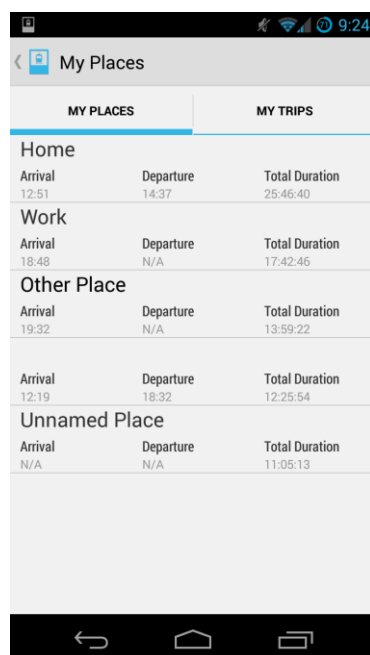 71 9:24
My Places
MY PLACES MY TRIPS
Home
Arrival Departure Total Duration
12:51 14:37 25:46:40
Work
Arrival Departure Total Duration
18:48 N/A 17:42:46
Other Place
Arrival Departure Total Duration
19:32 N/A 13:59:22
Arrival Departure Total Duration
12:19 18:32 12:25:54
Unnamed Place
Arrival Departure Total Duration
N/A N/A 11:05:13